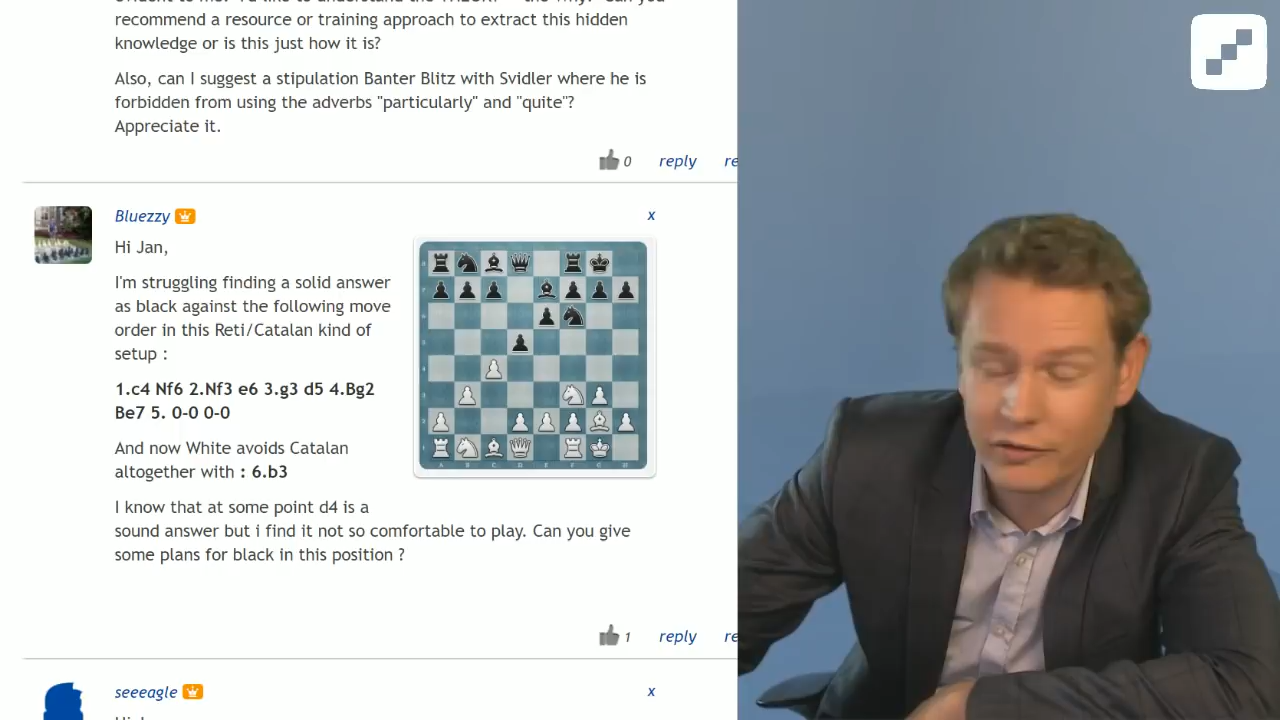 recommend a resource or training approach to extract this hidden
knowledge or is this just how it is?
Also, can I suggest a stipulation Banter Blitz with Svidler where he is
forbidden from using the adverbs "particularly" and "quite"?
Appreciate it.
0 reply re
Bluezzy x
Hi Jan,
I'm struggling finding a solid answer
as black against the following move
order in this Reti/Catalan kind of
setup :
1.c4 Nf6 2.Nf3 e6 3.g3 d5 4.Bg2
Be7 5. 0-0 0-0
And now White avoids Catalan
altogether with : 6.b3
I know that at some point d4 is a
sound answer but i find it not so comfortable to play. Can you give
some plans for black in this position ?
1 reply re
seeeagle x